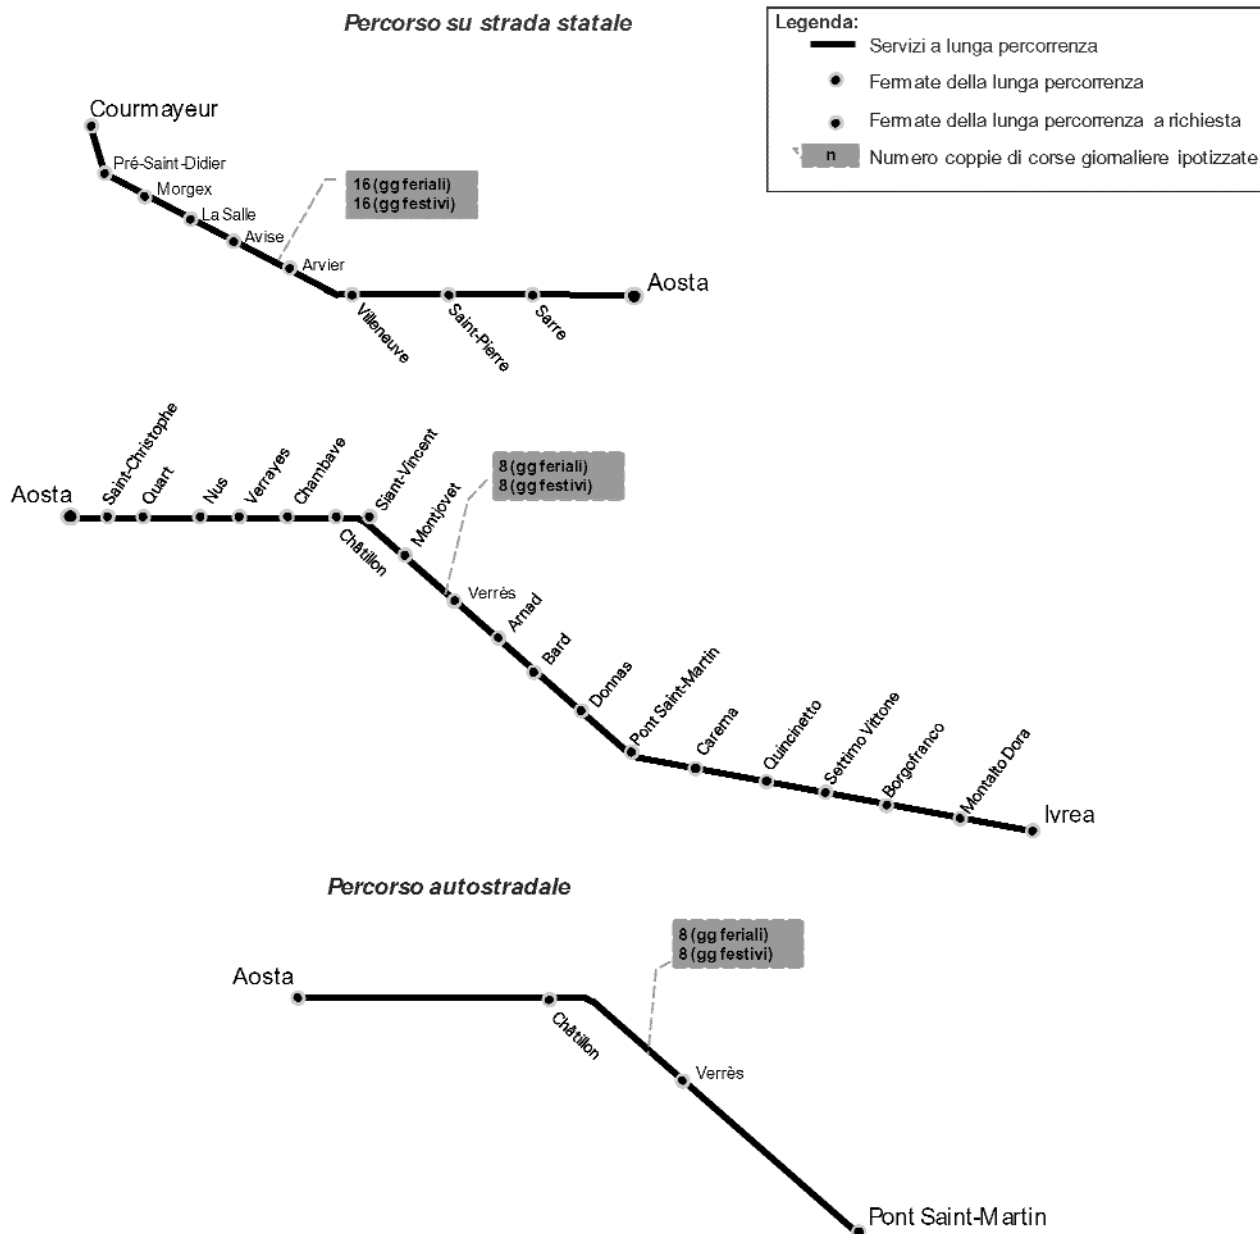 Percorso su strada statale
Legenda:
Servizi a lunga percorrenza
Fermate della lunga percorrenza
Fermate della lunga percorrenza a richiesta
n Numero coppie di corse giornaliere ipotizzate
Courmayeur
Pré-Saint-Didier
Morgex
La Salle
Avise
Arvier
16 (gg feriali)
16 (gg festivi)
Villeneuve
Saint-Pierre
Sarre
Aosta
Aosta
Saint-Christophe
Quart
Nus
Verrayes
Chambave
Châtillon
Siant-Vincent
Montjovet
8 (gg feriali)
8 (gg festivi)
Verrès
Arnad
Bard
Donnas
Pont Saint-Martin
Carema
Quincinetto
Settimo Vittone
Borgofranco
Montalto Dora
Ivrea
Percorso autostradale
8 (gg feriali)
8 (gg festivi)
Aosta
Châtillon
Verrès
Pont Saint-Martin